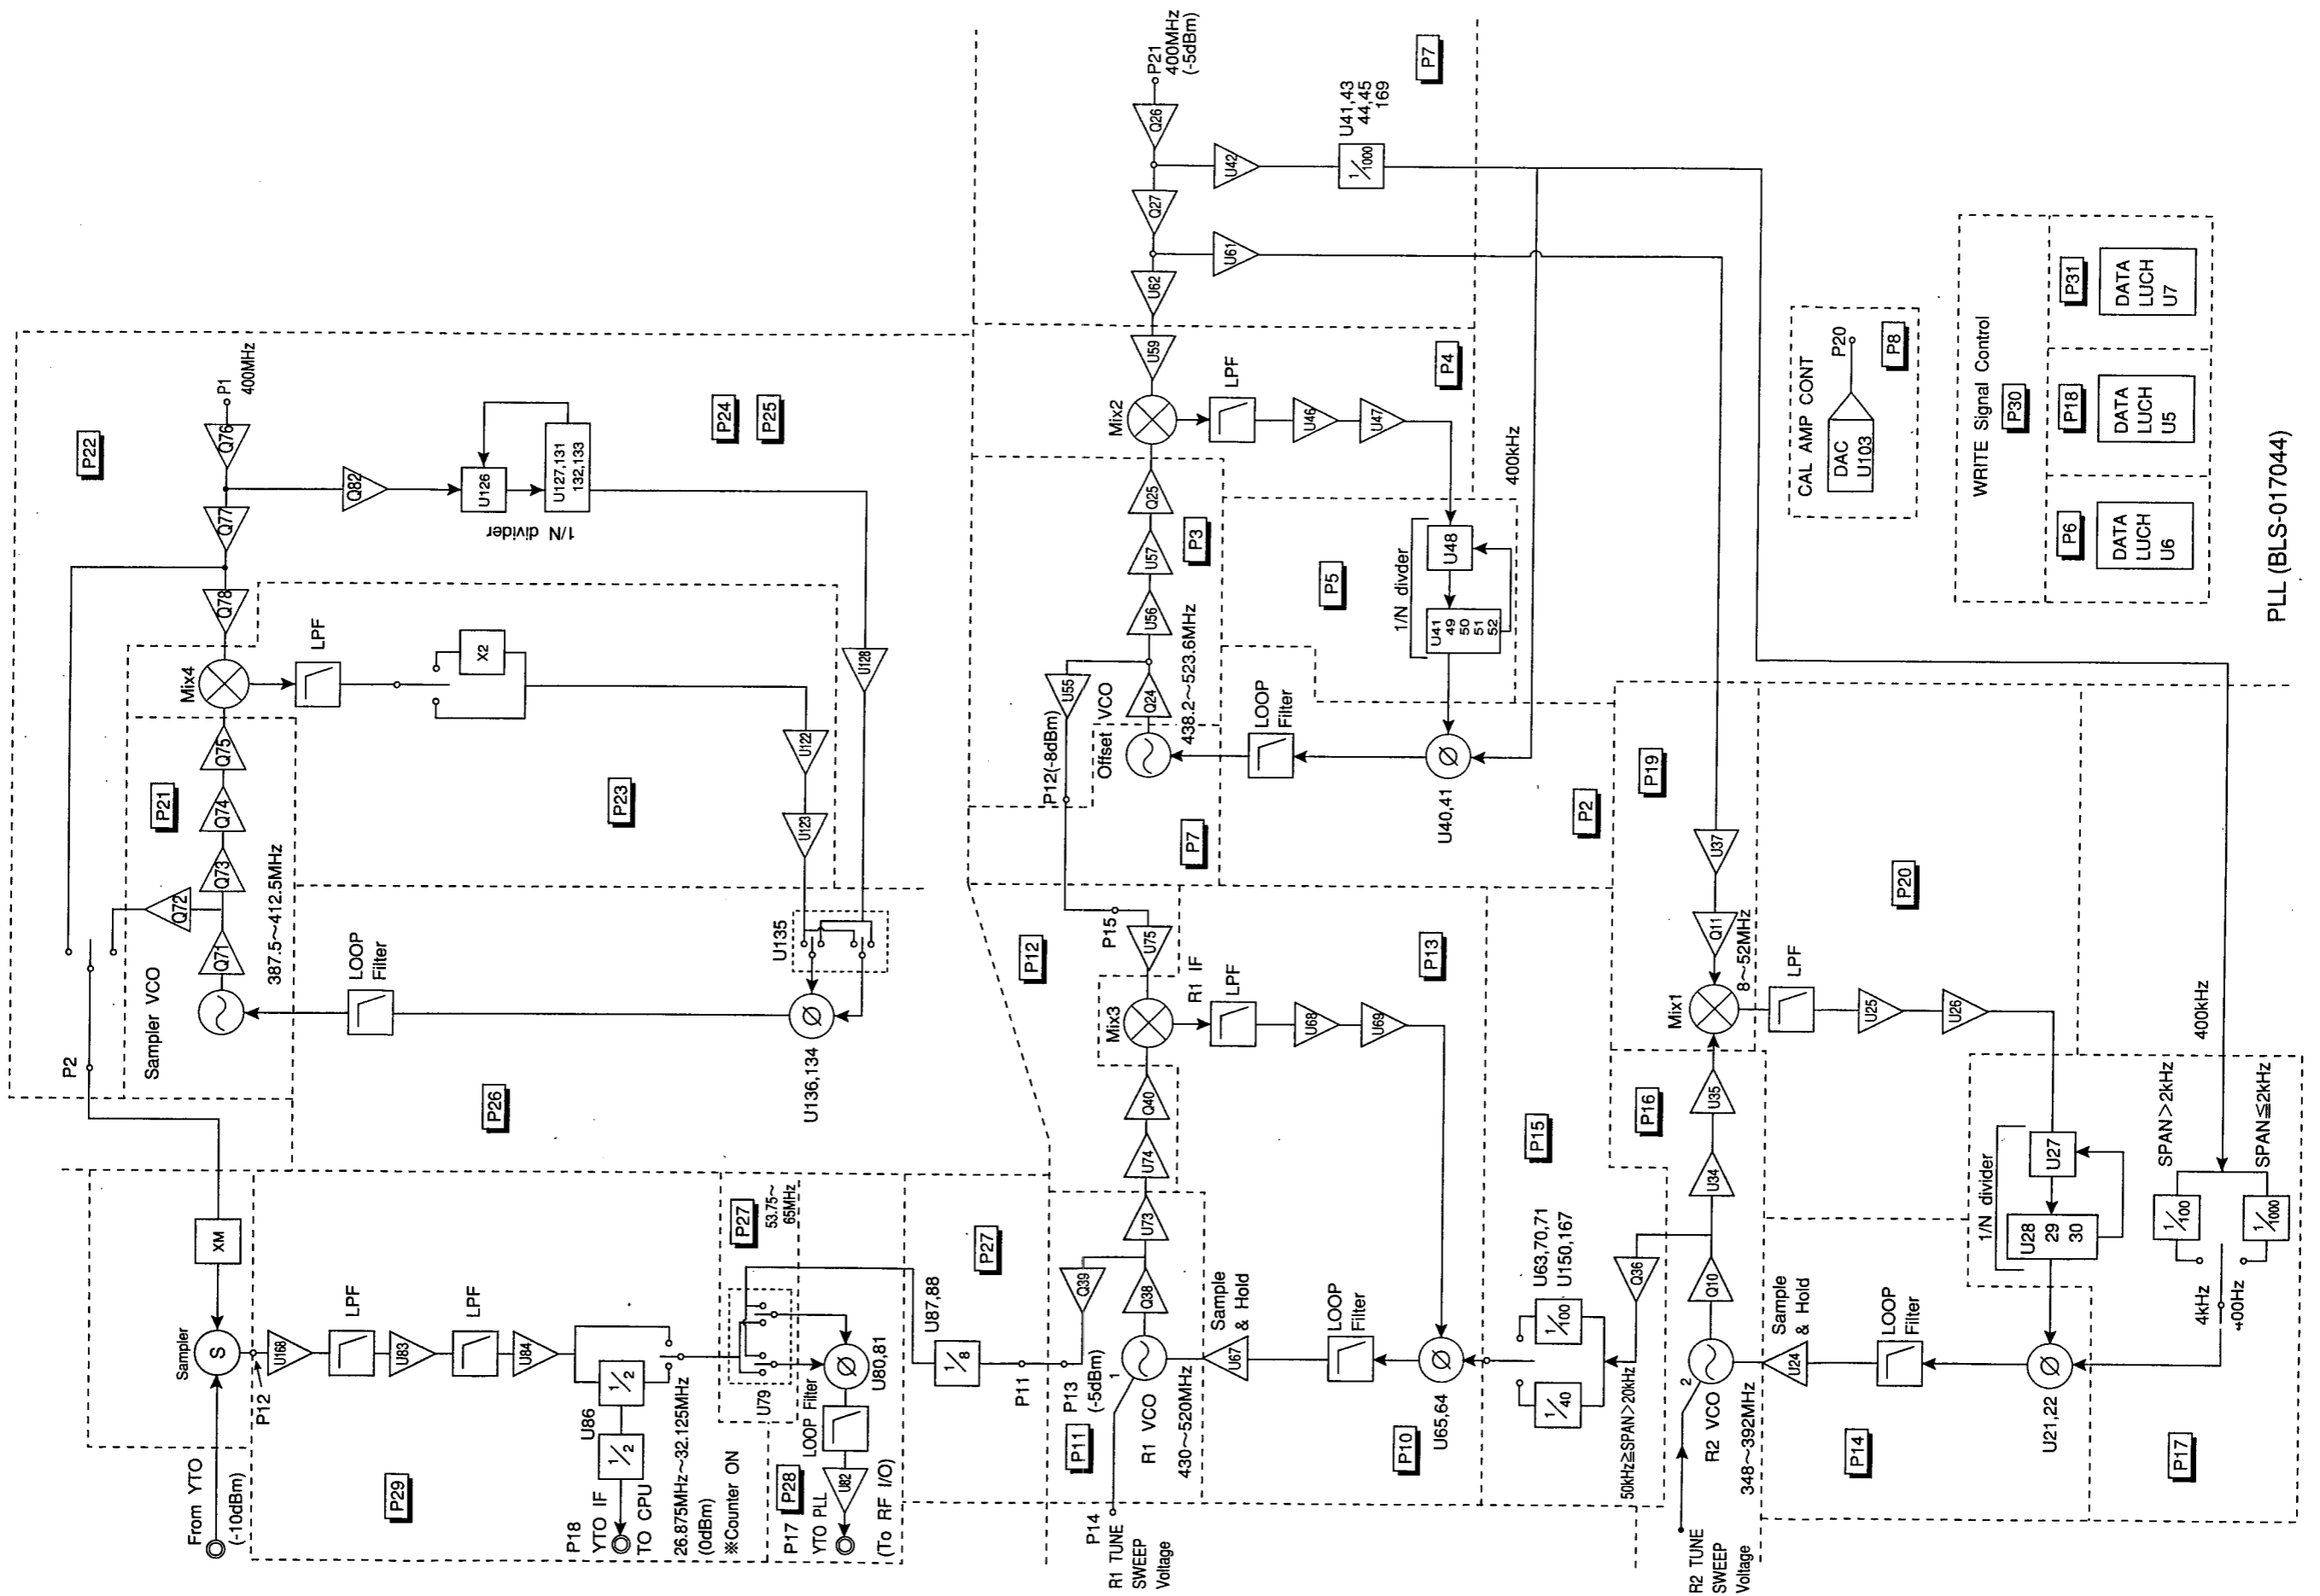 From YTO
(-10dBm)
Sampler
S
XM
P12
U168
LPF
U83
LPF
U84
P29
U86
1/2
1/2
P18
YTO IF
TO CPU
26.875MHz～32.125MHz
(0dBm)
※Counter ON
P27
53.75～
65MHz
U79
LOOP Filter
Ø
U80,81
P28
U82
P17
YTO PLL
(To RF I/O)
P27
U87,88
1/8
P11
P13
(-5dBm)
P2
Sampler VCO
Q71
Q72
387.5～412.5MHz
Q73
Q74
Q75
P21
Mix4
Q78
Q77
Q76
P1
400MHz
P22
Q82
U126
U127,131
132,133
1/N divider
P24
P25
LPF
X2
P23
U122
U123
U128
U135
Ø
U136,134
LOOP
Filter
P26
P11
R1 VCO
1
430～520MHz
P14
R1 TUNE
SWEEP
Voltage
Q38
Q39
U73
U74
Q40
Mix3
R1 IF
U75
P15
P12
LPF
U68
U69
P13
Sample
& Hold
U67
LOOP
Filter
Ø
U65,64
P10
P12(-8dBm)
U55
Offset VCO
Q24
438.2～523.6MHz
U56
U57
Q25
P3
Mix2
U59
U62
Q27
Q26
P21
400MHz
(-5dBm)
U61
U42
1/1000
U41,43
44,45
169
P7
LPF
U46
U47
P4
1/N divder
U48
U41
49
50
51
52
P5
400kHz
LOOP
Filter
Ø
U40,41
P7
P2
P15
U63,70,71
U150,167
1/40
1/100
50kHz≧SPAN＞20kHz
Q36
P16
R2 VCO
2
348～392MHz
R2 TUNE
SWEEP
Voltage
Q10
U34
U35
Mix1
8～52MHz
Q11
U37
P19
LPF
U25
U26
P20
Sample
& Hold
U24
LOOP
Filter
Ø
U21,22
P14
1/N divider
U27
U28
29
30
P17
4kHz
400Hz
1/100
1/1000
SPAN＞2kHz
SPAN≦2kHz
400kHz
CAL AMP CONT
DAC
U103
P20
P8
WRITE Signal Control
P30
P6
DATA
LUCH
U6
P18
DATA
LUCH
U5
P31
DATA
LUCH
U7
PLL (BLS-017044)